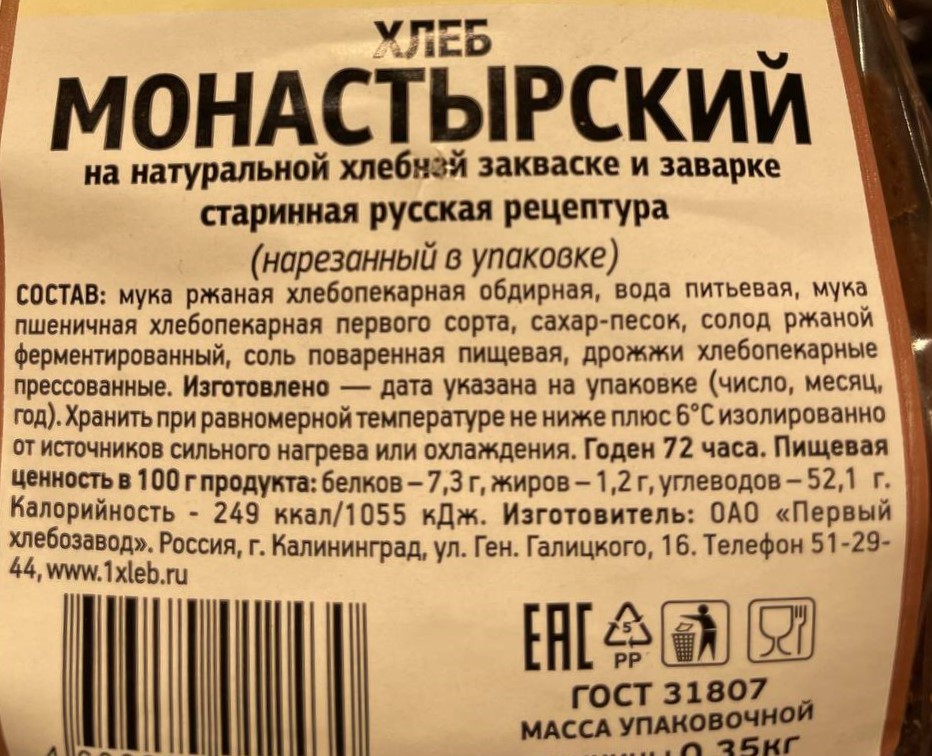 ХЛЕБ
МОНАСТЫРСКИЙ
на натуральной хлебной закваске и заварке
старинная русская рецептура
(нарезанный в упаковке)
СОСТАВ: мука ржаная хлебопекарная обдирная, вода питьевая, мука
пшеничная хлебопекарная первого сорта, сахар-песок, солод ржаной
ферментированный, соль поваренная пищевая, дрожжи хлебопекарные
прессованные. Изготовлено — дата указана на упаковке (число, месяц,
год). Хранить при равномерной температуре не ниже плюс 6°С изолированно
от источников сильного нагрева или охлаждения. Годен 72 часа. Пищевая
ценность в 100 г продукта: белков – 7,3 г, жиров – 1,2 г, углеводов – 52,1 г.
Калорийность - 249 ккал/1055 кДж. Изготовитель: ОАО «Первый
хлебозавод». Россия, г. Калининград, ул. Ген. Галицкого, 16. Телефон 51-29-
44, www.1xleb.ru
ЕАС 5 PP
ГОСТ 31807
МАССА УПАКОВОЧНОЙ
0,35кг